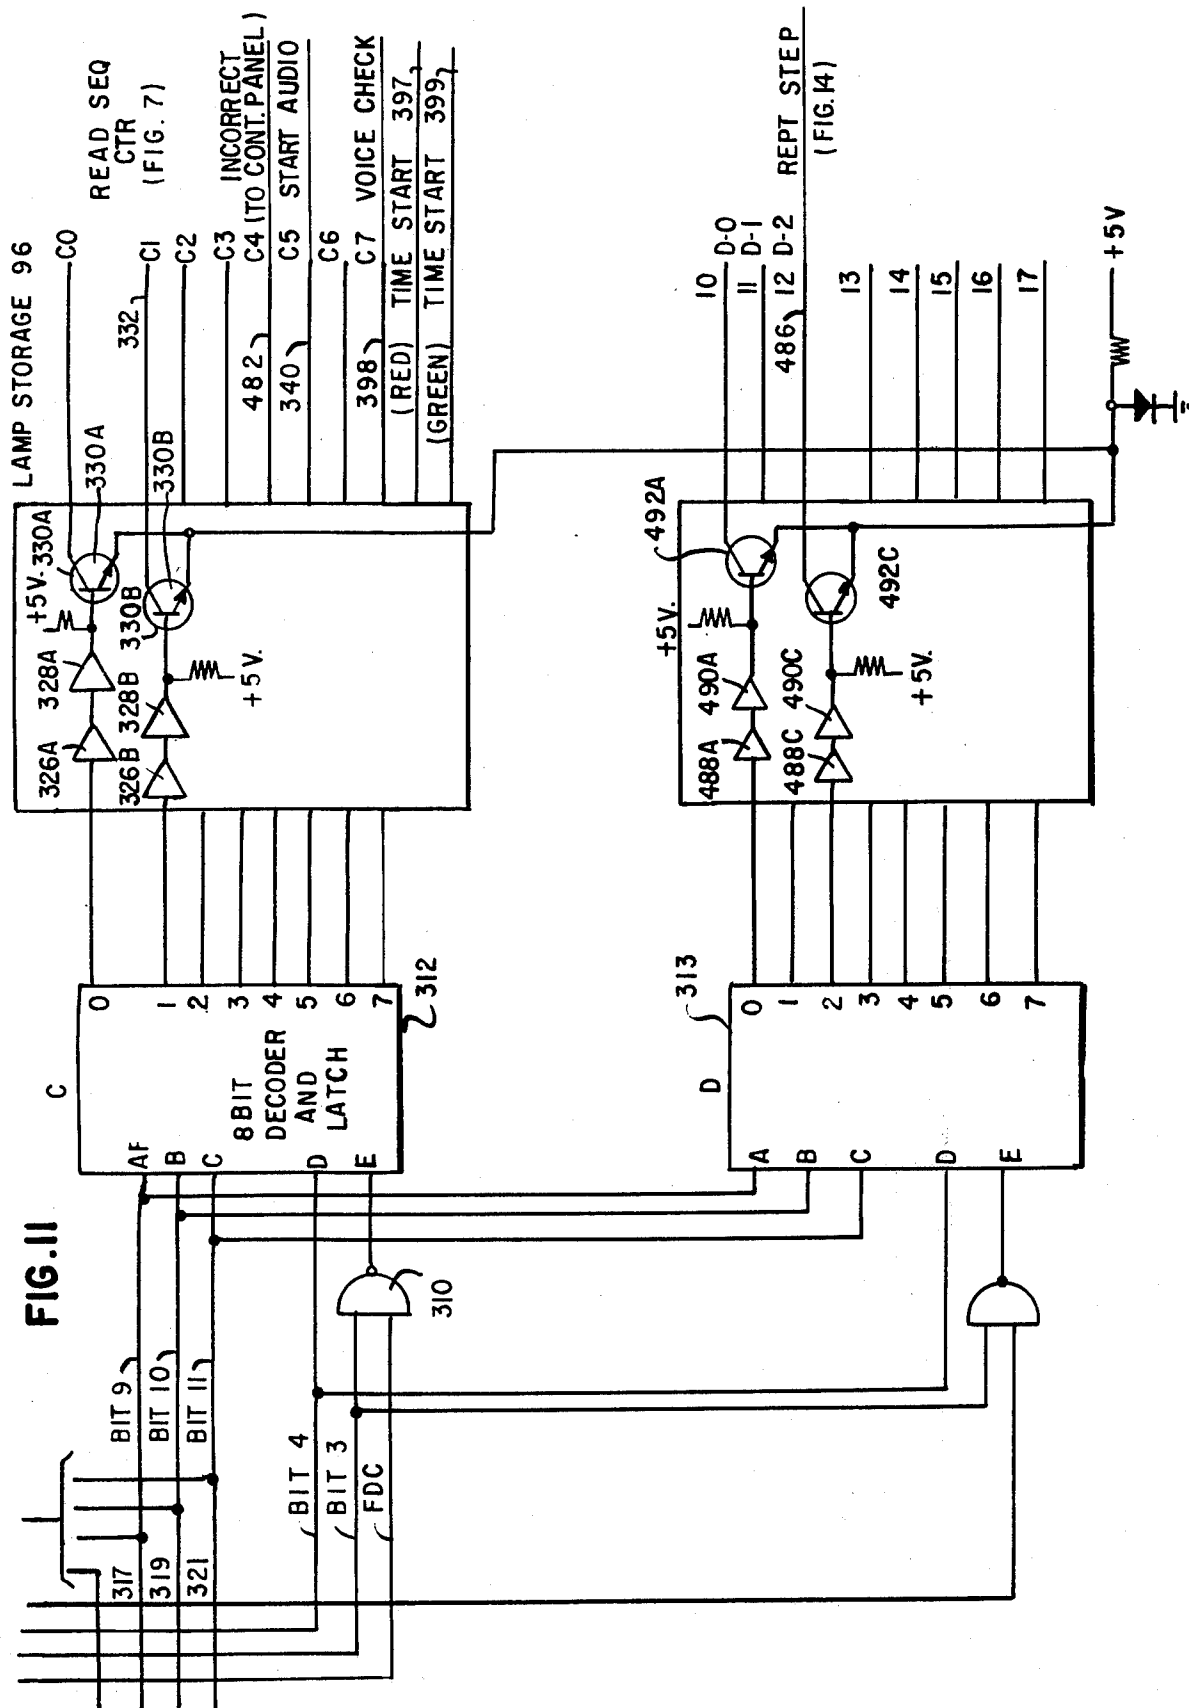 FIG.11
LAMP STORAGE 96
C0
READ SEQ
CTR
(FIG. 7)
332
C1
C2
C3
INCORRECT
C4 (TO CONT. PANEL)
482
C5 START AUDIO
340
C6
C7 VOICE CHECK
398
(RED) TIME START 397
(GREEN) TIME START 399
+5V.
330A
330A
330B
330B
328A
326A
328B
326B
+5V.
C
AF
B
C
D
E
8 BIT
DECODER
AND
LATCH
0
1
2
3
4
5
6
7
312
BIT 9
BIT 10
BIT 11
317
319
321
BIT 4
BIT 3
FDC
310
D
313
A
B
C
D
E
0
1
2
3
4
5
6
7
488A
490A
492A
+5V.
488C
490C
492C
+5V.
10 D-0
11 D-1
12 D-2
486
REPT STEP
(FIG.14)
13
14
15
16
17
+5V